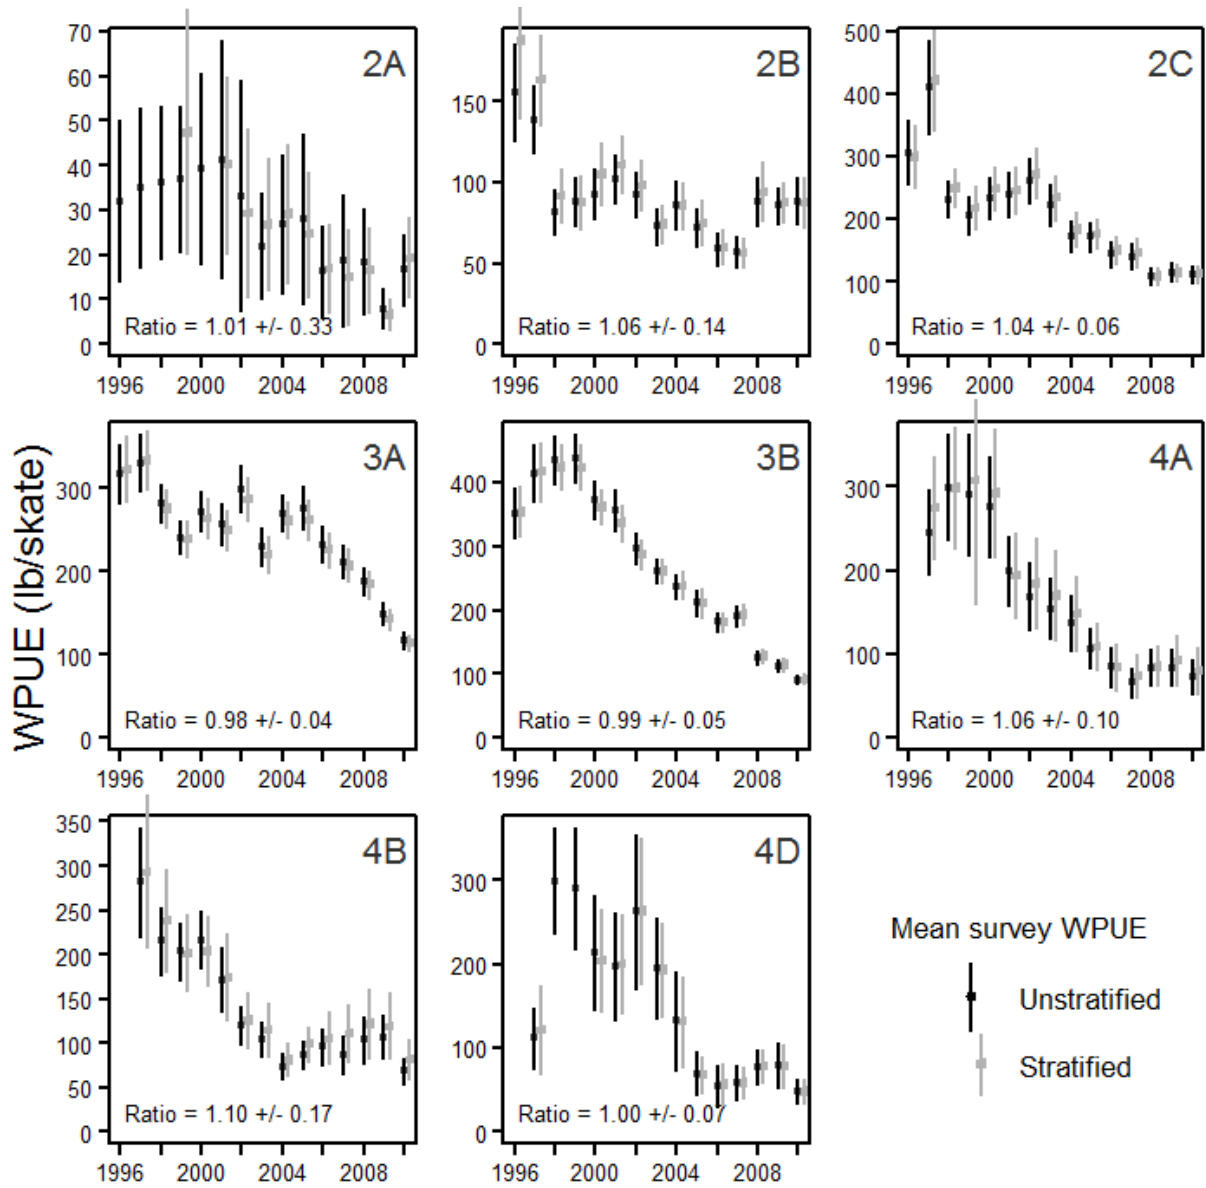 WPUE (lb/skate)
2A
70
60
50
40
30
20
10
0
Ratio = 1.01 +/- 0.33
1996 2000 2004 2008
2B
150
100
50
0
Ratio = 1.06 +/- 0.14
1996 2000 2004 2008
2C
500
400
300
200
100
0
Ratio = 1.04 +/- 0.06
1996 2000 2004 2008
3A
300
200
100
0
Ratio = 0.98 +/- 0.04
1996 2000 2004 2008
3B
400
300
200
100
0
Ratio = 0.99 +/- 0.05
1996 2000 2004 2008
4A
300
200
100
0
Ratio = 1.06 +/- 0.10
1996 2000 2004 2008
4B
350
300
250
200
150
100
50
0
Ratio = 1.10 +/- 0.17
1996 2000 2004 2008
4D
300
200
100
0
Ratio = 1.00 +/- 0.07
1996 2000 2004 2008
Mean survey WPUE
Unstratified
Stratified